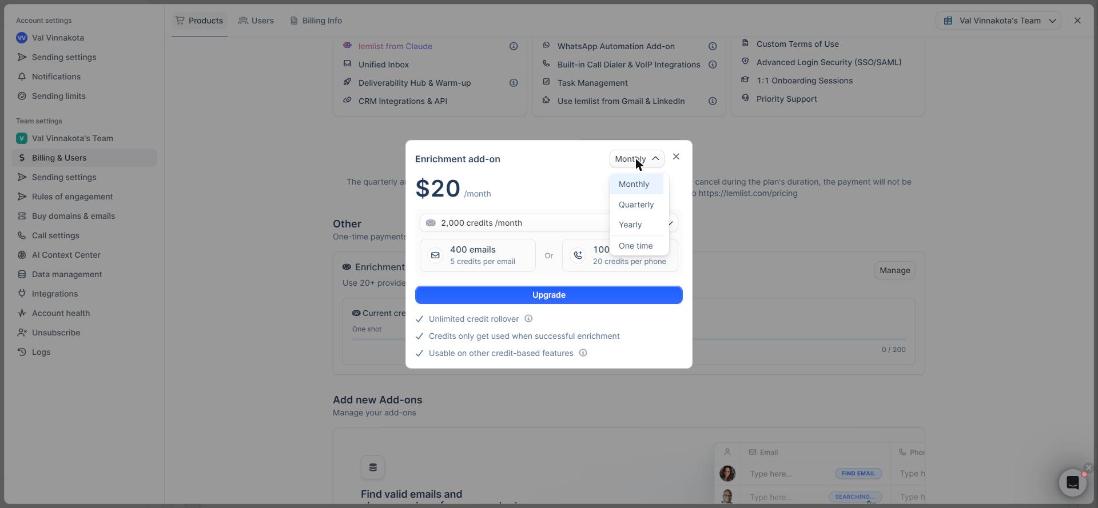 Account settings
Val Vinnakota
Sending settings
Notifications
Sending limits
Team settings
Val Vinnakota's Team
Billing & Users
Sending settings
Rules of engagement
Buy domains & emails
Call settings
AI Context Center
Data management
Integrations
Account health
Unsubscribe
Logs
Products
Users
Billing Info
Val Vinnakota's Team
lemlist from Claude
Unified Inbox
Deliverability Hub & Warm-up
CRM Integrations & API
WhatsApp Automation Add-on
Built-in Call Dialer & VoIP Integrations
Task Management
Use lemlist from Gmail & LinkedIn
Custom Terms of Use
Advanced Login Security (SSO/SAML)
1:1 Onboarding Sessions
Priority Support
The quarterly
cancel during the plan's duration, the payment will not be
to https://lemlist.com/pricing
Other
One-time payments
Enrichment
Use 20+
Manage
Current
One shot
0 / 200
Enrichment add-on
Monthly
$20 /month
Monthly
Quarterly
Yearly
One time
2,000 credits /month
400 emails
5 credits per email
Or
100
20 credits per phone
Upgrade
Unlimited credit rollover
Credits only get used when successful enrichment
Usable on other credit-based features
Add new Add-ons
Manage your add-ons
Find valid emails and
Email
Type here...
FIND EMAIL
Type h
Type here...
SEARCHING...
Type h